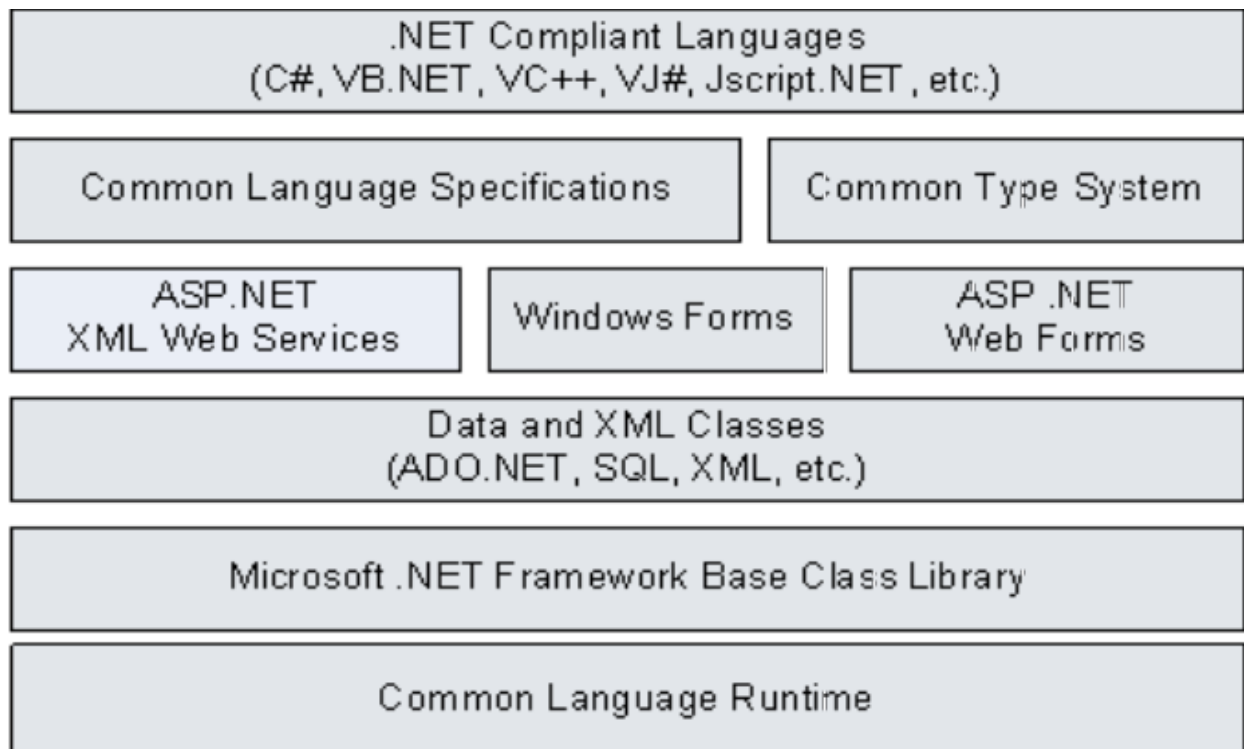 .NET Compliant Languages
(C#, VB.NET, VC++, VJ#, Jscript.NET, etc.)
Common Language Specifications
Common Type System
ASP.NET
XML Web Services
Windows Forms
ASP .NET
Web Forms
Data and XML Classes
(ADO.NET, SQL, XML, etc.)
Microsoft .NET Framework Base Class Library
Common Language Runtime